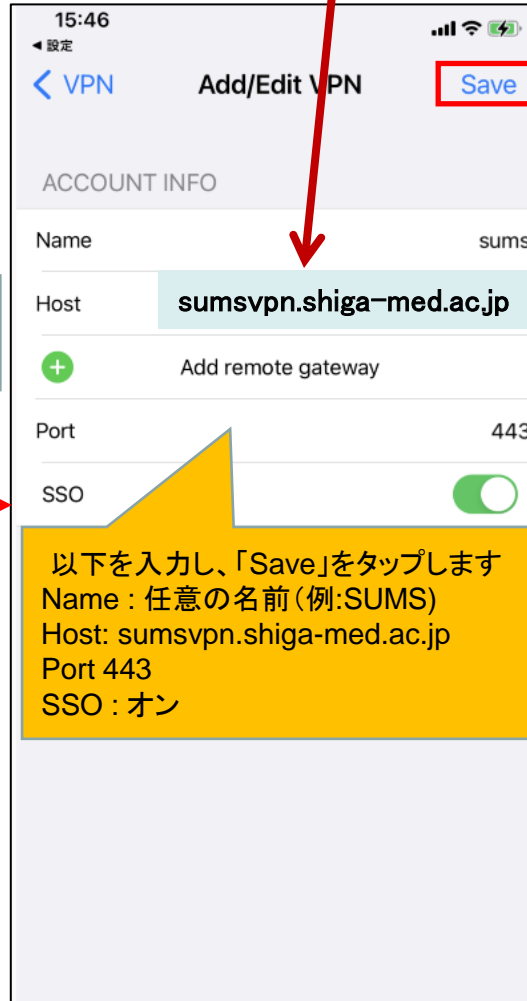 15:46
◀ 設定
VPN Add/Edit VPN Save
ACCOUNT INFO
Name sums
Host sumsvpn.shiga-med.ac.jp
Add remote gateway
Port 443
SSO
以下を入力し、「Save」をタップします
Name : 任意の名前(例:SUMS)
Host: sumsvpn.shiga-med.ac.jp
Port 443
SSO : オン